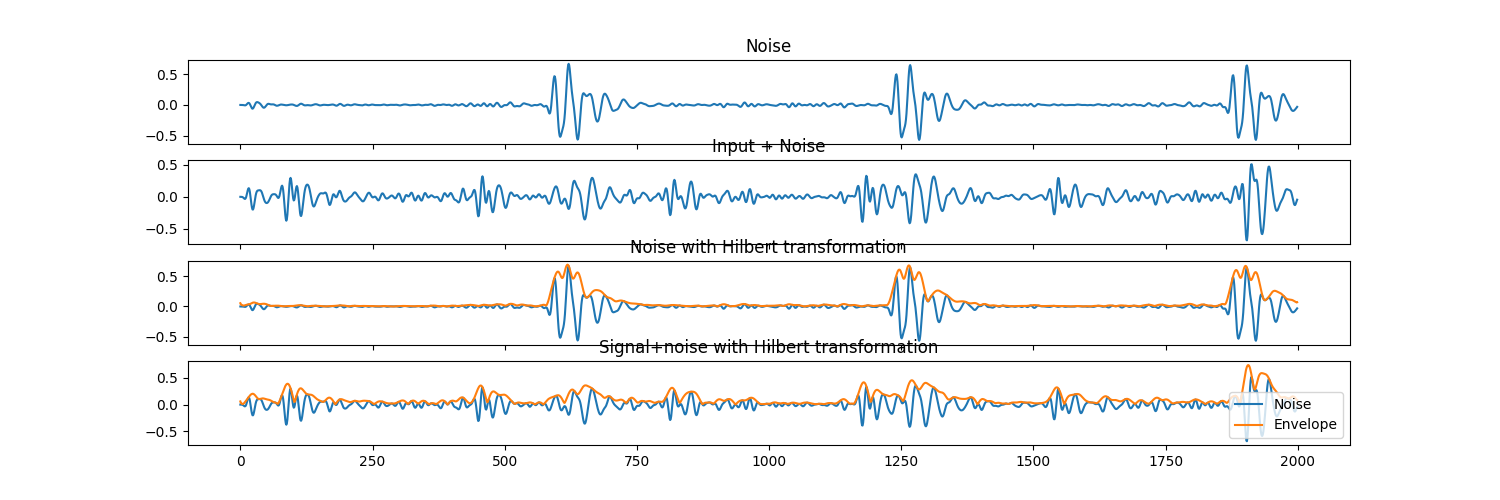 Noise
0.5
0.0
−0.5
Input + Noise
0.5
0.0
−0.5
Noise with Hilbert transformation
0.5
0.0
−0.5
Signal+noise with Hilbert transformation
0.5
0.0
−0.5
Noise
Envelope
0 250 500 750 1000 1250 1500 1750 2000